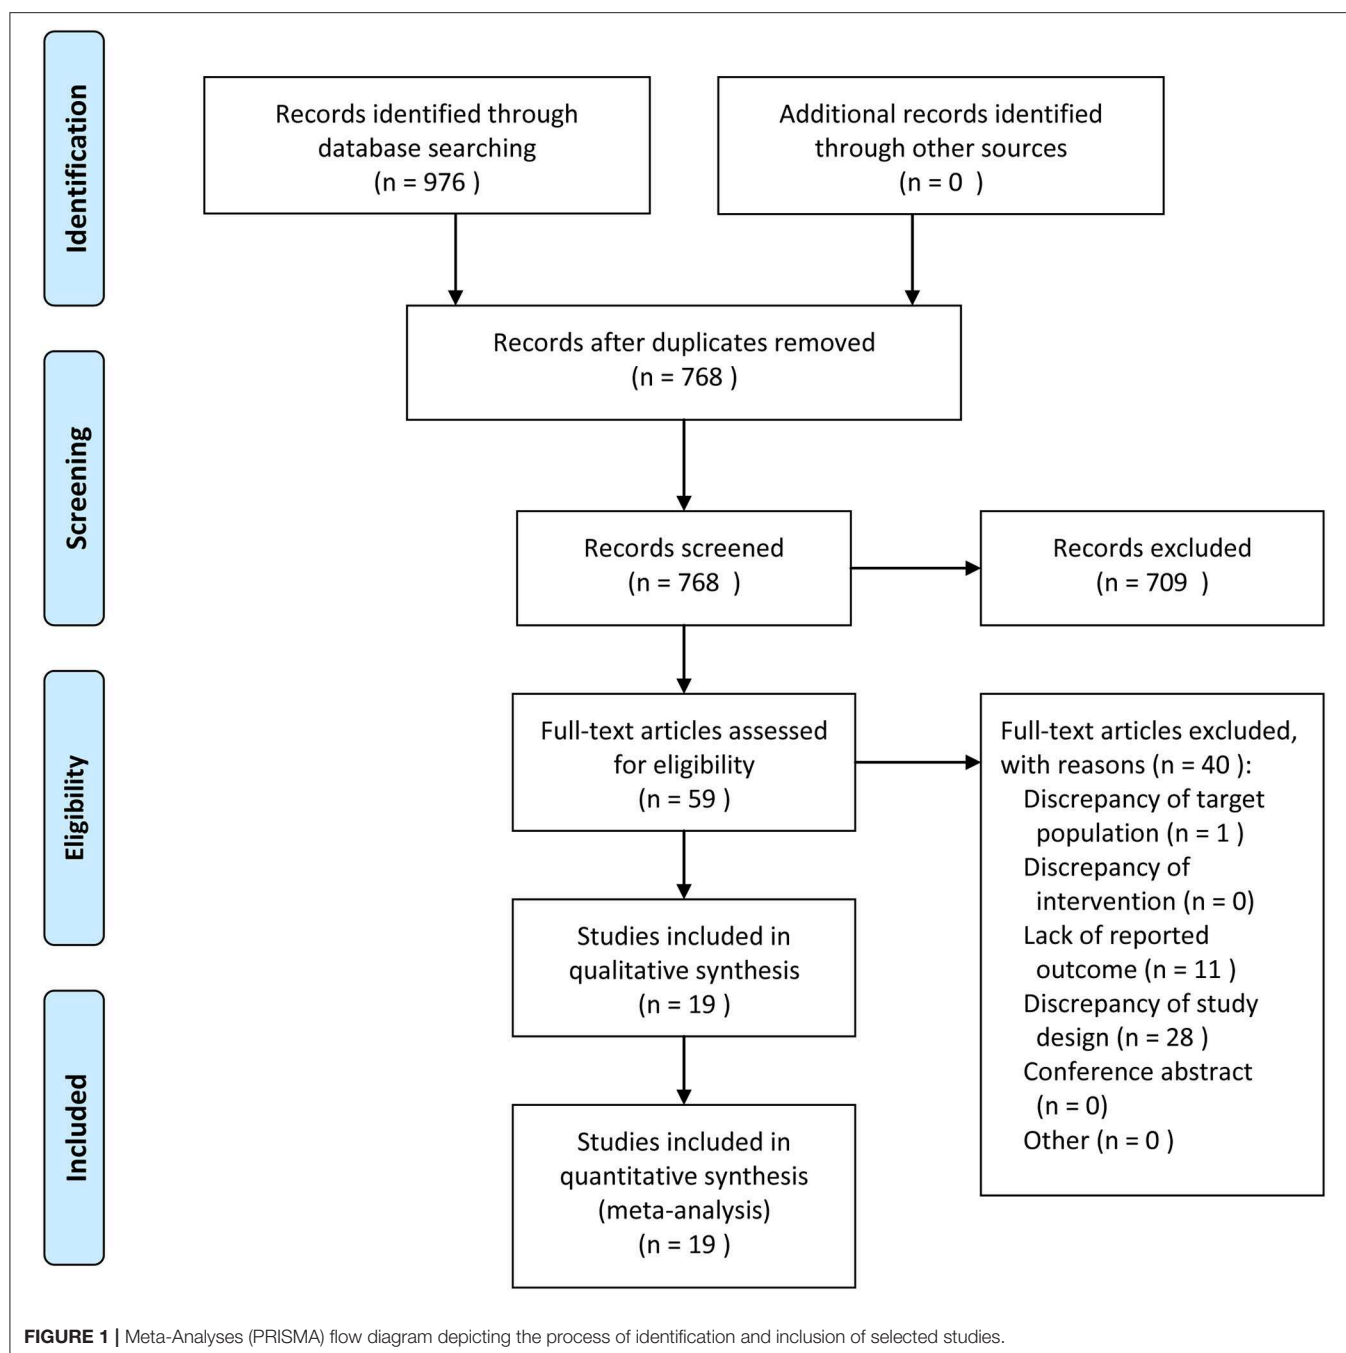 Identification
Records identified through
database searching
(n = 976 )
Additional records identified
through other sources
(n = 0 )
Records after duplicates removed
(n = 768 )
Screening
Records screened
(n = 768 )
Records excluded
(n = 709 )
Eligibility
Full-text articles assessed
for eligibility
(n = 59 )
Full-text articles excluded,
with reasons (n = 40 ):
Discrepancy of target
population (n = 1 )
Discrepancy of
intervention (n = 0)
Lack of reported
outcome (n = 11 )
Discrepancy of study
design (n = 28 )
Conference abstract
(n = 0)
Other (n = 0 )
Studies included in
qualitative synthesis
(n = 19 )
Included
Studies included in
quantitative synthesis
(meta-analysis)
(n = 19 )
FIGURE 1 | Meta-Analyses (PRISMA) flow diagram depicting the process of identification and inclusion of selected studies.